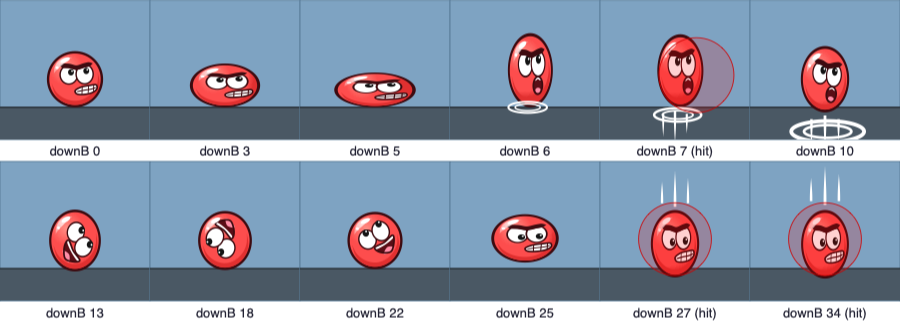 downB 0
downB 3
downB 5
downB 6
downB 7 (hit)
downB 10
downB 13
downB 18
downB 22
downB 25
downB 27 (hit)
downB 34 (hit)